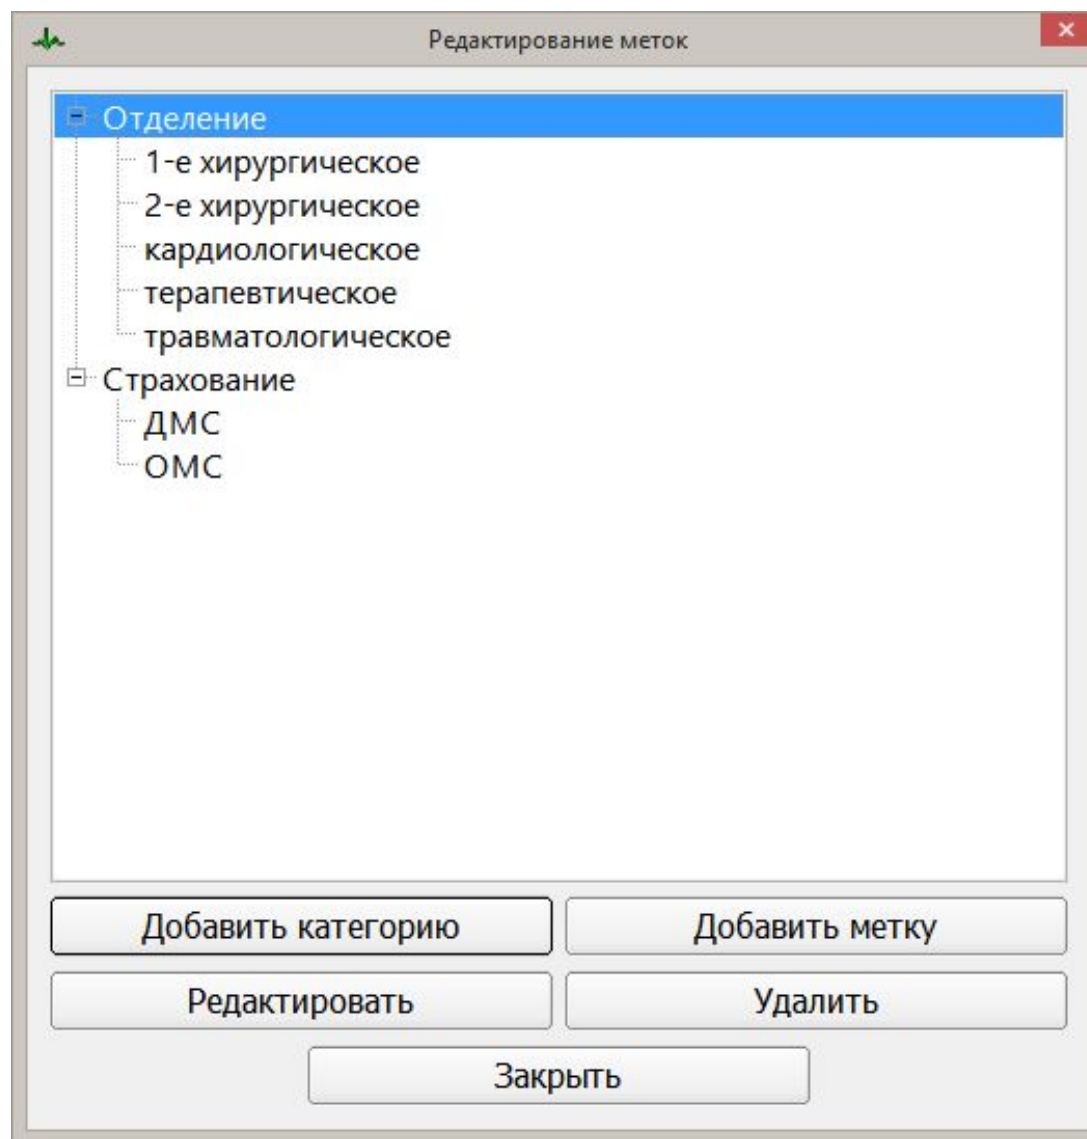 Редактирование меток
Отделение
1-е хирургическое
2-е хирургическое
кардиологическое
терапевтическое
травматологическое
Страхование
ДМС
ОМС
Добавить категорию
Добавить метку
Редактировать
Удалить
Закрыть